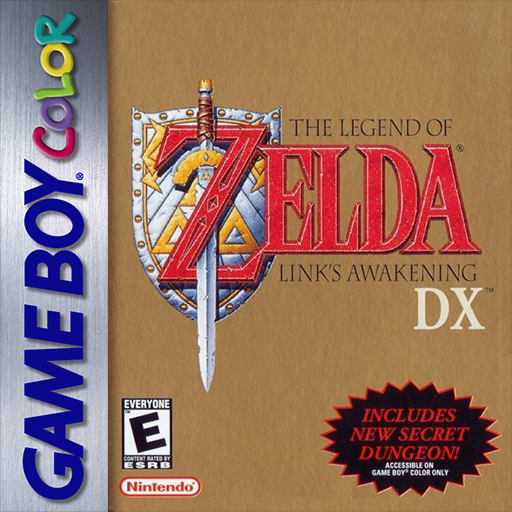 GAME BOY COLOR
THE LEGEND OF
ZELDA®
LINK'S AWAKENING
DX™
EVERYONE
E
CONTENT RATED BY
ESRB
Nintendo®
INCLUDES
NEW SECRET
DUNGEON!
ACCESSIBLE ON
GAME BOY® COLOR ONLY